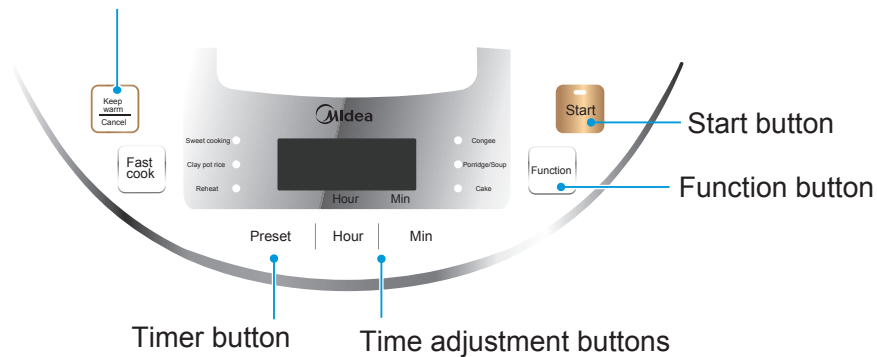 Keep
warm
Cancel
Midea
Start
Start button
Sweet cooking
Congee
Fast
cook
Clay pot rice
Porridge/Soup
Function
Function button
Reheat
Cake
Hour Min
Preset Hour Min
Timer button
Time adjustment buttons